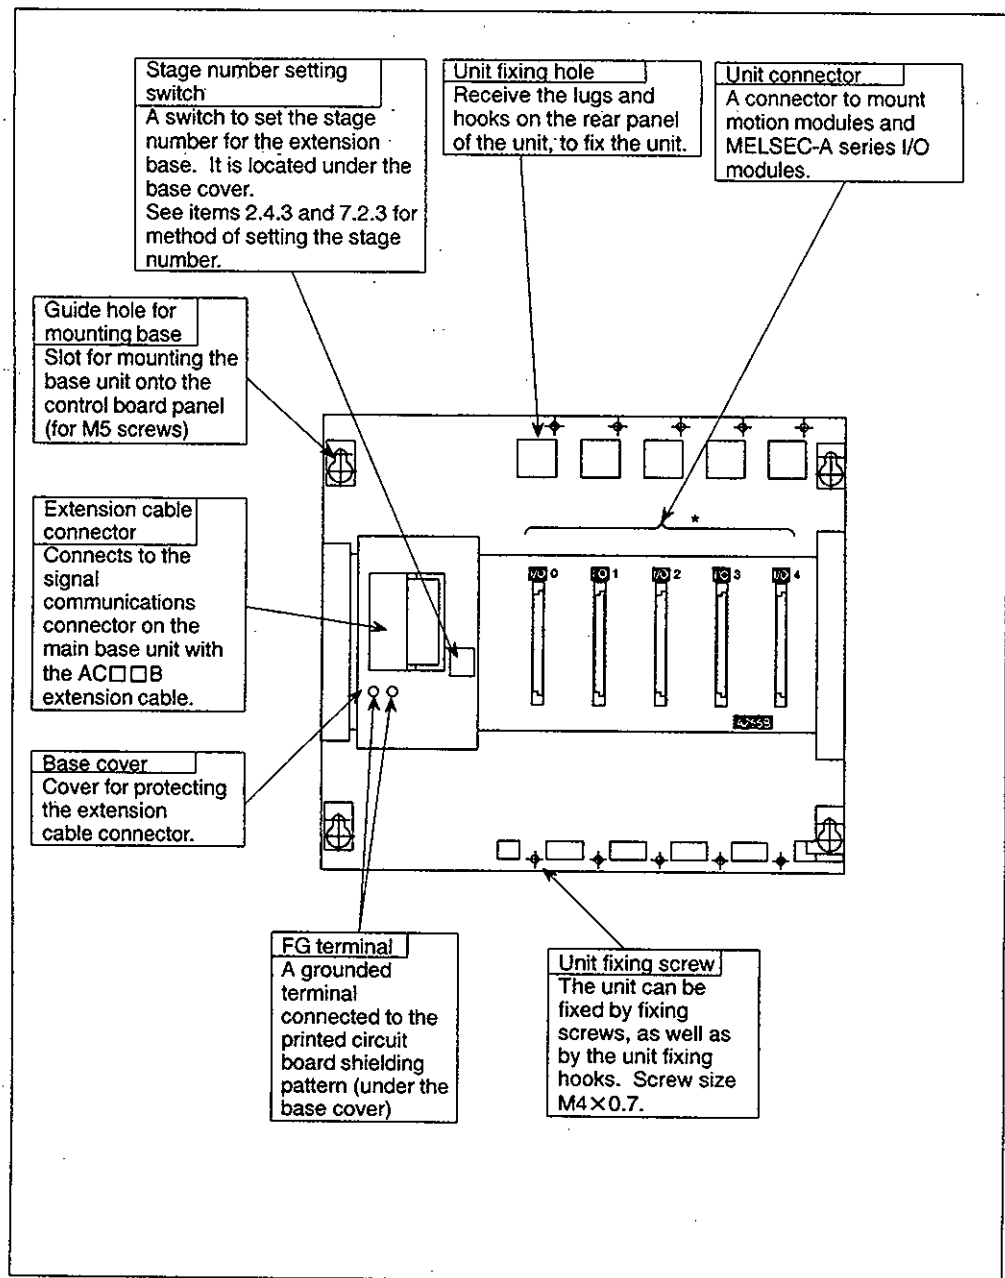 Stage number setting
switch
A switch to set the stage
number for the extension
base. It is located under the
base cover.
See items 2.4.3 and 7.2.3 for
method of setting the stage
number.
Unit fixing hole
Receive the lugs and
hooks on the rear panel
of the unit, to fix the unit.
Unit connector
A connector to mount
motion modules and
MELSEC-A series I/O
modules.
Guide hole for
mounting base
Slot for mounting the
base unit onto the
control board panel
(for M5 screws)
Extension cable
connector
Connects to the
signal
communications
connector on the
main base unit with
the AC□□B
extension cable.
Base cover
Cover for protecting
the extension
cable connector.
*
I/O 0 I/O 1 I/O 2 I/O 3 I/O 4
FG terminal
A grounded
terminal
connected to the
printed circuit
board shielding
pattern (under the
base cover)
Unit fixing screw
The unit can be
fixed by fixing
screws, as well as
by the unit fixing
hooks. Screw size
M4×0.7.